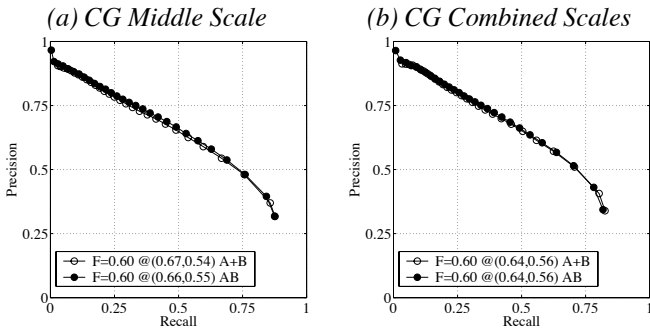 (a) CG Middle Scale
1
0.75
0.5
0.25
0
Precision
F=0.60 @(0.67,0.54) A+B
F=0.60 @(0.66,0.55) AB
0 0.25 0.5 0.75 1
Recall
(b) CG Combined Scales
1
0.75
0.5
0.25
0
Precision
F=0.60 @(0.64,0.56) A+B
F=0.60 @(0.64,0.56) AB
0 0.25 0.5 0.75 1
Recall